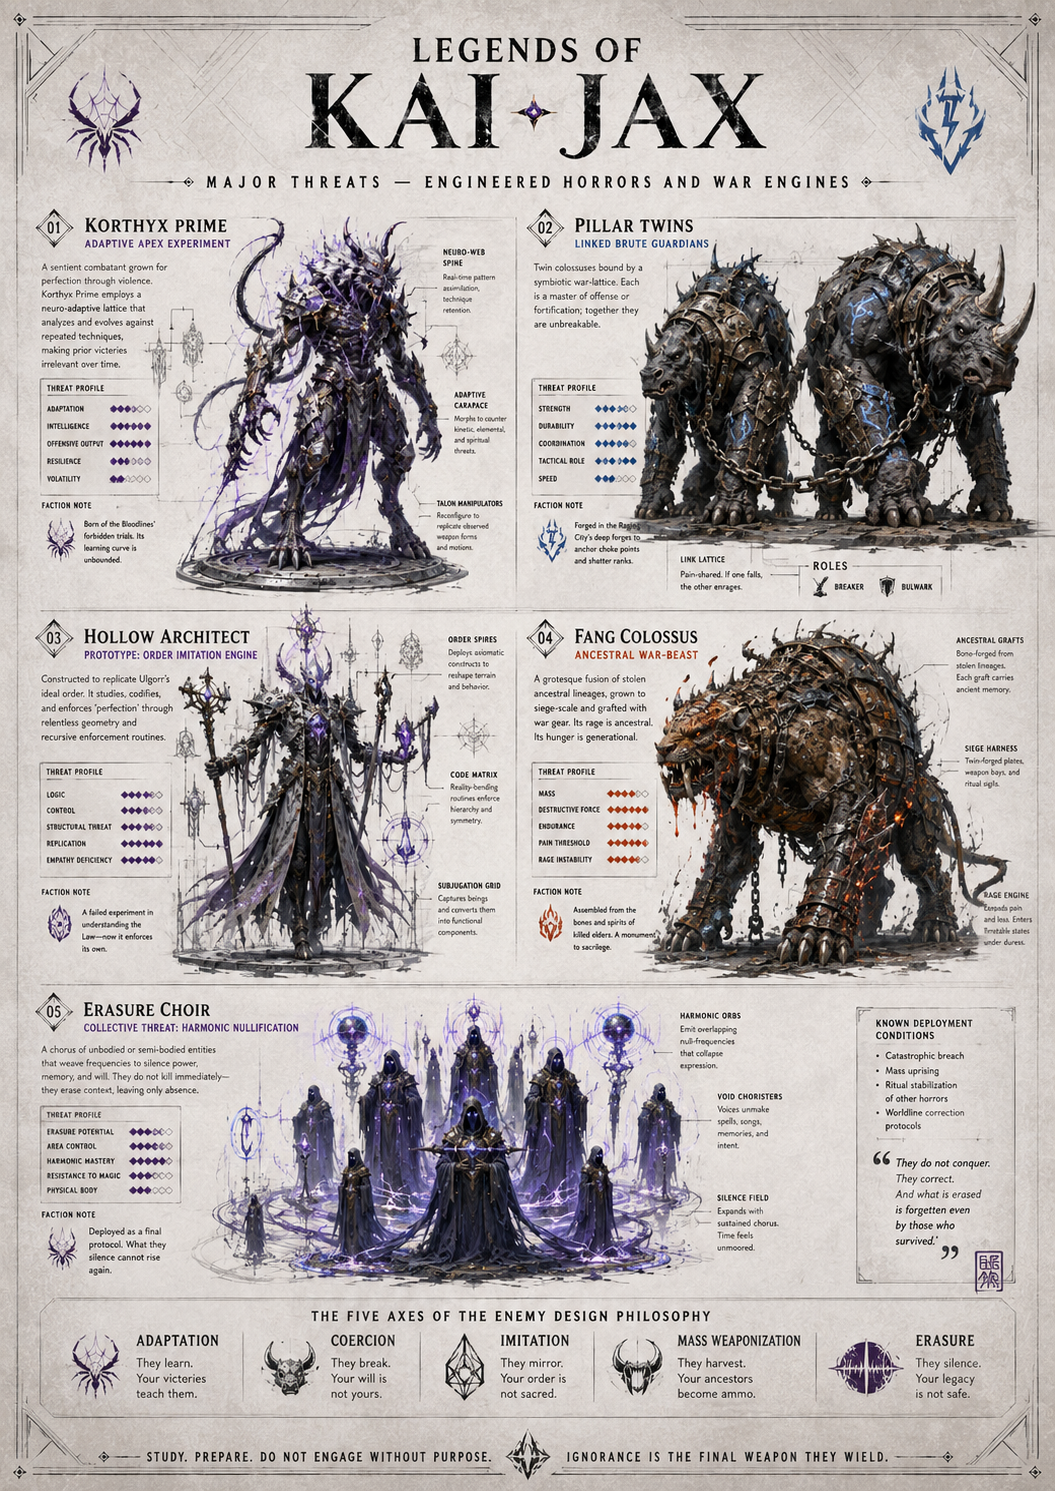 LEGENDS OF
KAI JAX
MAJOR THREATS — ENGINEERED HORRORS AND WAR ENGINES
01
KORTHYX PRIME
ADAPTIVE APEX EXPERIMENT
A sentient combatant grown for
perfection through violence.
Korthyx Prime employs a
neuro-adaptive lattice that
analyzes and evolves against
repeated techniques,
making prior victeries
irrelevant over time.
THREAT PROFILE
ADAPTATION
INTELLIGENCE
OFFENSIVE OUTPUT
RESILIENCE
VOLATILITY
FACTION NOTE
Born of the Bloodlines'
forbidden trials. Its
learning curve is
unbounded.
NEURO-WEB
SPINE
Real-time pattern
assimilation,
technique
retention.
ADAPTIVE
CARAPACE
Morphs to counter
kinetic, elemental,
and spiritual
threats.
TALON MANIPULATORS
Reconfigure to
replicate observed
weapon forms
and motions.
02
PILLAR TWINS
LINKED BRUTE GUARDIANS
Twin colossuses bound by a
symbiotic war-lattice. Each
is a master of offense or
fortification; together they
are unbreakable.
THREAT PROFILE
STRENGTH
DURABILITY
COORDINATION
TACTICAL ROLE
SPEED
FACTION NOTE
Forged in the Raging
City's deep forges to
anchor choke points
and shatter ranks.
LINK LATTICE
Pain-shared. If one falls,
the other enrages.
ROLES
BREAKER
BULWARK
03
HOLLOW ARCHITECT
PROTOTYPE: ORDER IMITATION ENGINE
Constructed to replicate Ulgorr's
ideal order. It studies, codifies,
and enforces 'perfection' through
relentless geometry and
recursive enforcement routines.
THREAT PROFILE
LOGIC
CONTROL
STRUCTURAL THREAT
REPLICATION
EMPATHY DEFICIENCY
FACTION NOTE
A failed experiment in
understanding the
Law—now it enforces
its own.
ORDER SPIRES
Deploys axiomatic
constructs to
reshape terrain
and behavior.
CODE MATRIX
Reality-bending
routines enforce
hierarchy and
symmetry.
SUBJUGATION GRID
Captures beings
and converts them
into functional
components.
04
FANG COLOSSUS
ANCESTRAL WAR-BEAST
A grotesque fusion of stolen
ancestral lineages, grown to
siege-scale and grafted with
war gear. Its rage is ancestral.
Its hunger is generational.
THREAT PROFILE
MASS
DESTRUCTIVE FORCE
ENDURANCE
PAIN THRESHOLD
RAGE INSTABILITY
FACTION NOTE
Assembled from the
bones and spirits of
killed elders. A monument
to sacrilege.
ANCESTRAL GRAFTS
Bone-forged from
stolen lineages.
Each graft carries
ancient memory.
SIEGE HARNESS
Twin-forged plates,
weapon bays, and
ritual sigils.
RAGE ENGINE
pain
and loss. Enters
states
under duress.
05
ERASURE CHOIR
COLLECTIVE THREAT: HARMONIC NULLIFICATION
A chorus of unbodied or semi-bodied entities
that weave frequencies to silence power,
memory, and will. They do not kill immediately—
they erase context, leaving only absence.
THREAT PROFILE
ERASURE POTENTIAL
AREA CONTROL
HARMONIC MASTERY
RESISTANCE TO MAGIC
PHYSICAL BODY
FACTION NOTE
Deployed as a final
protocol. What they
silence cannot rise
again.
HARMONIC ORBS
Emit overlapping
null-frequencies
that collapse
expression.
VOID CHORISTERS
Voices unmake
spells, songs,
memories, and
intent.
SILENCE FIELD
Expands with
sustained chorus.
Time feels
unmoored.
KNOWN DEPLOYMENT
CONDITIONS
• Catastrophic breach
• Mass uprising
• Ritual stabilization
of other horrors
• Worldline correction
protocols
“They do not conquer.
They correct.
And what is erased
is forgotten even
by those who
survived.'”
THE FIVE AXES OF THE ENEMY DESIGN PHILOSOPHY
ADAPTATION
They learn.
Your victories
teach them.
COERCION
They break.
Your will is
not yours.
IMITATION
They mirror.
Your order is
not sacred.
MASS WEAPONIZATION
They harvest.
Your ancestors
become ammo.
ERASURE
They silence.
Your legacy
is not safe.
STUDY. PREPARE. DO NOT ENGAGE WITHOUT PURPOSE.
IGNORANCE IS THE FINAL WEAPON THEY WIELD.